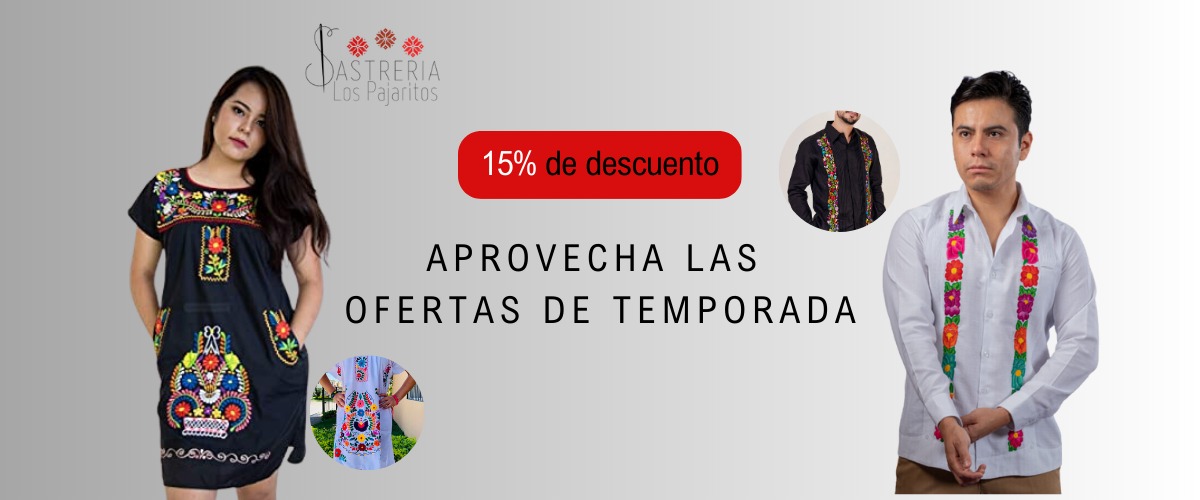 SASTRERIA
Los Pajaritos
15% de descuento
APROVECHA LAS
OFERTAS DE TEMPORADA